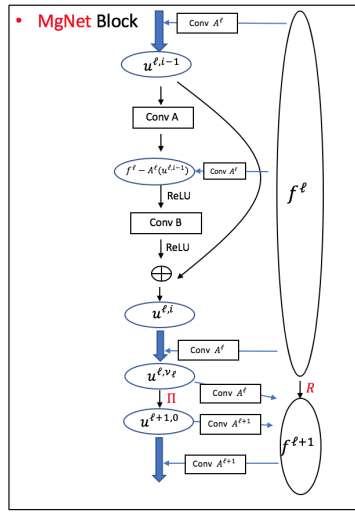 • MgNet Block
Conv A^ℓ
u^{ℓ,i−1}
Conv A
f^ℓ − A^ℓ(u^{ℓ,i−1})
Conv A^ℓ
f^ℓ
ReLU
Conv B
ReLU
u^{ℓ,i}
Conv A^ℓ
u^{ℓ,ν_ℓ}
Conv A^ℓ
R
Π
u^{ℓ+1,0}
Conv A^{ℓ+1}
f^{ℓ+1}
Conv A^{ℓ+1}